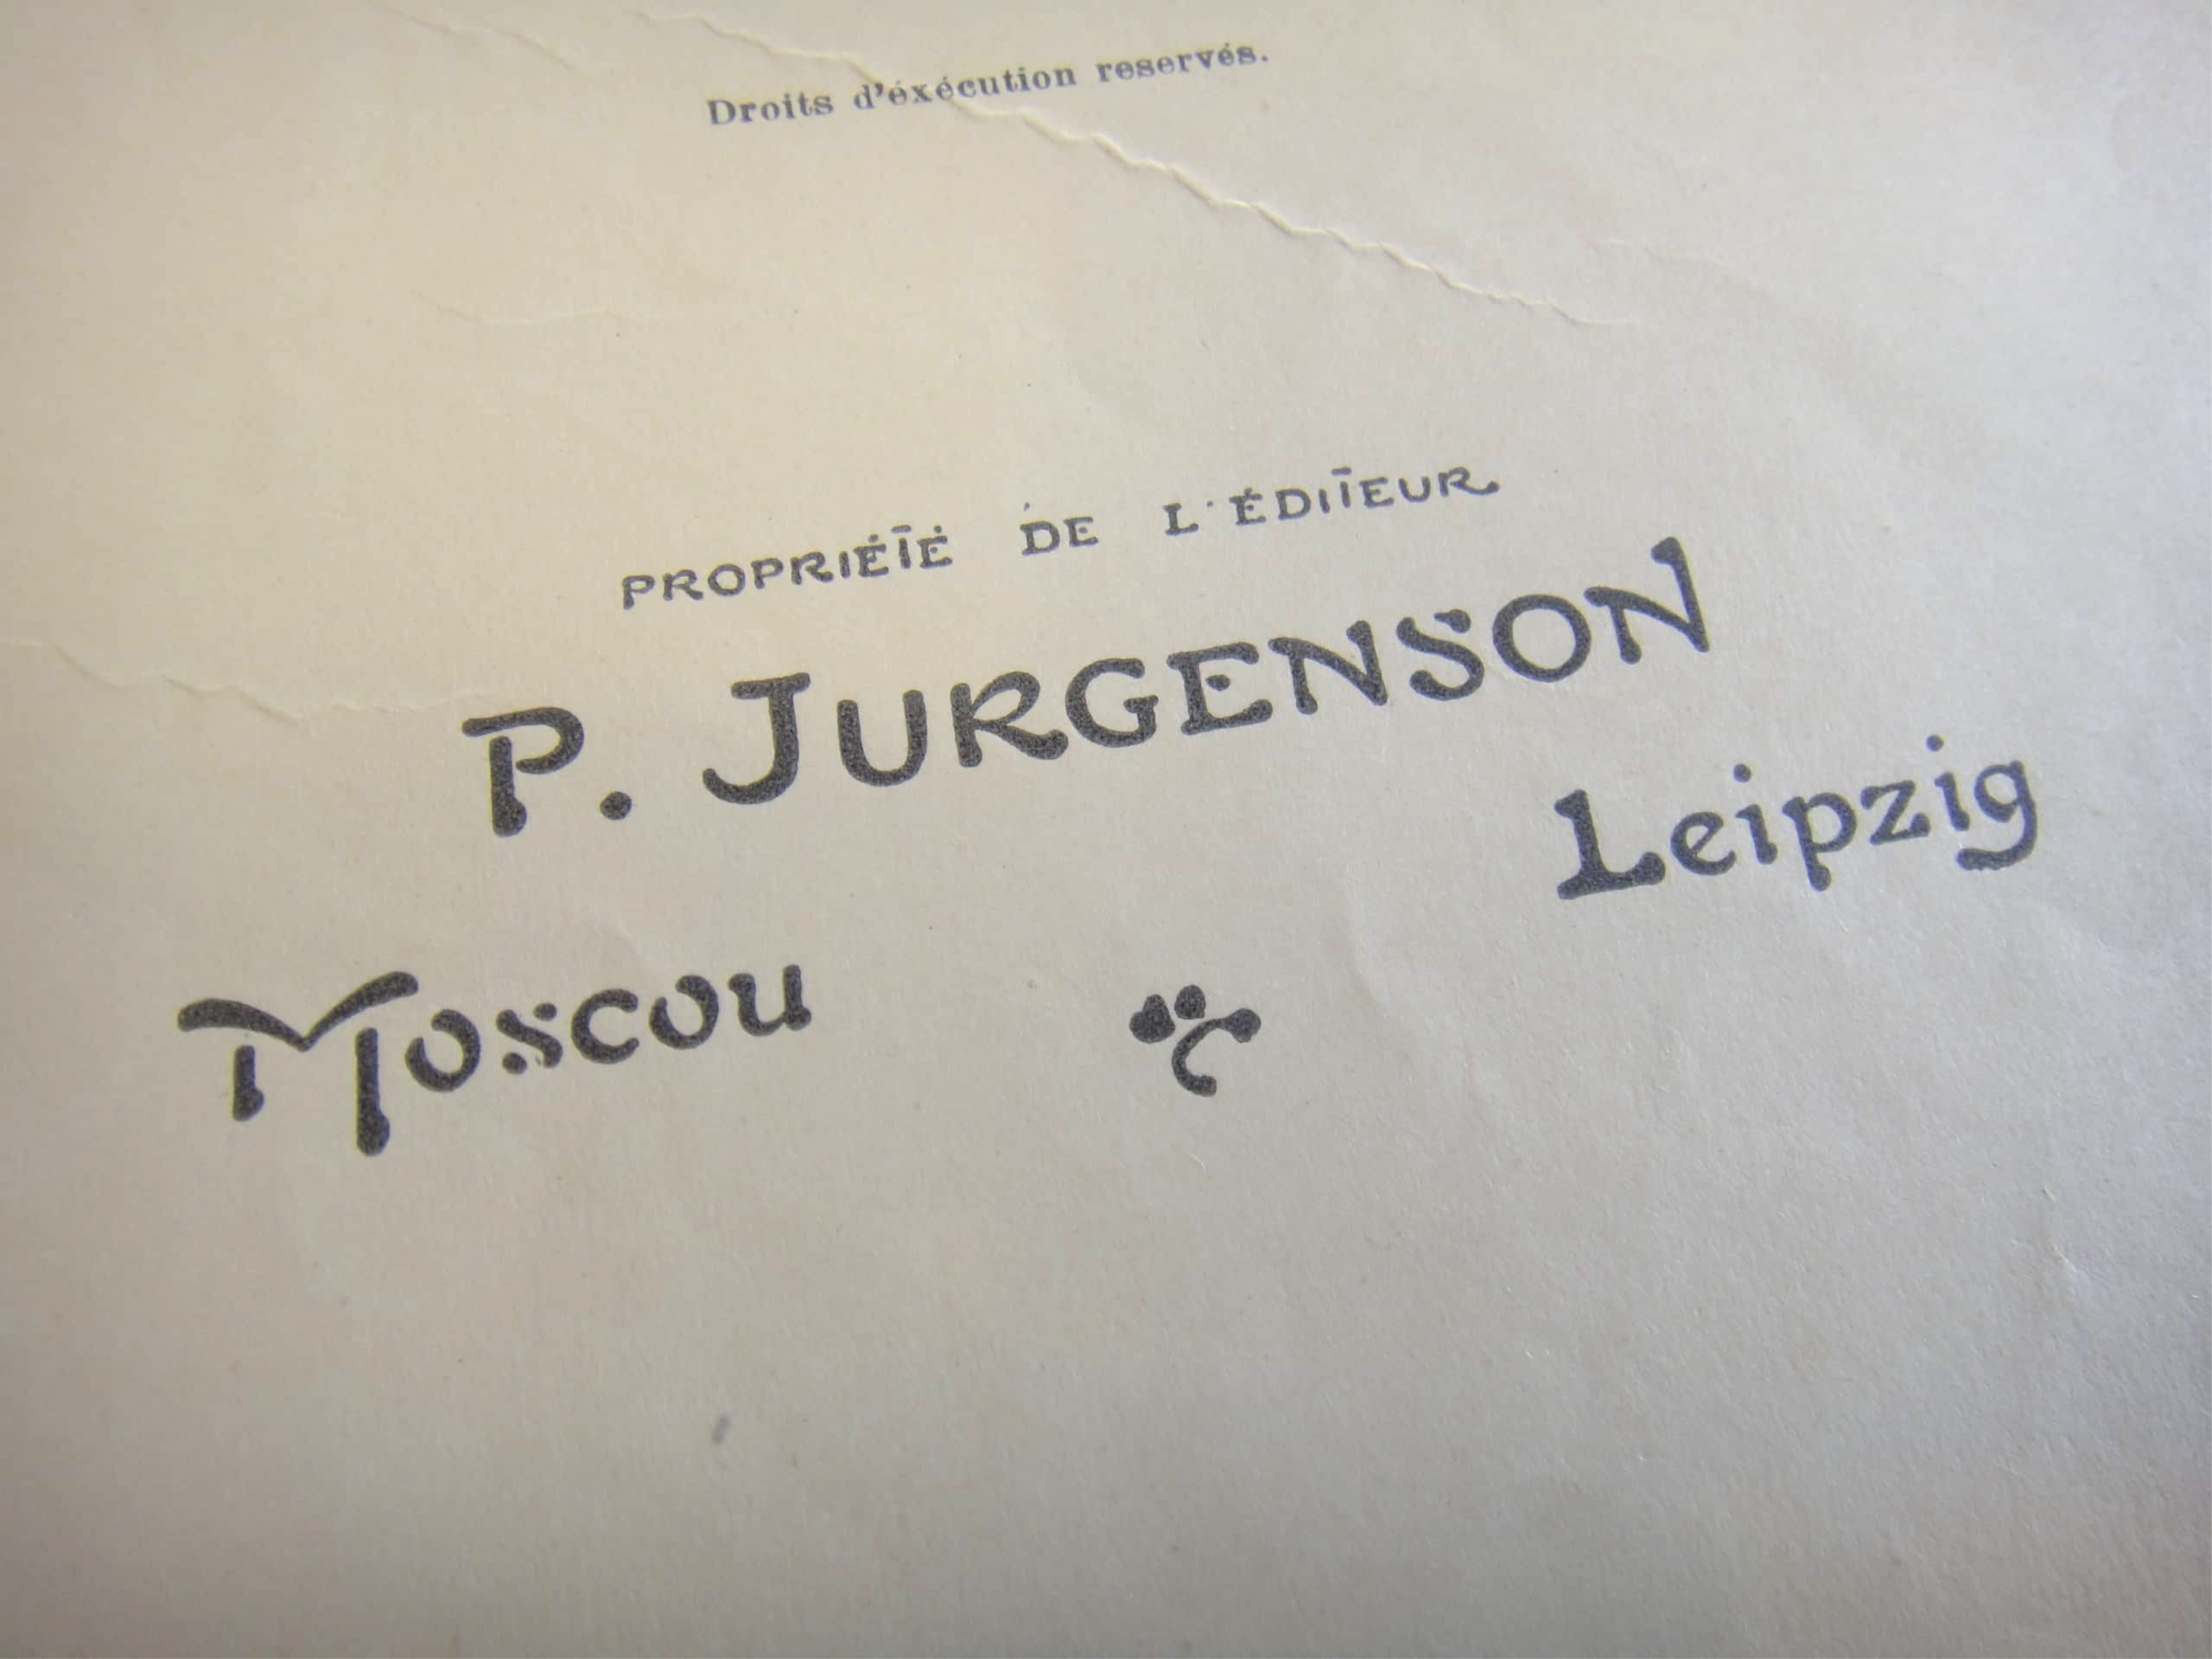 Droits d'éxécution reservés.
PROPRIÉTÉ DE L'ÉDITEUR
P. JURGENSON
Moscou Leipzig